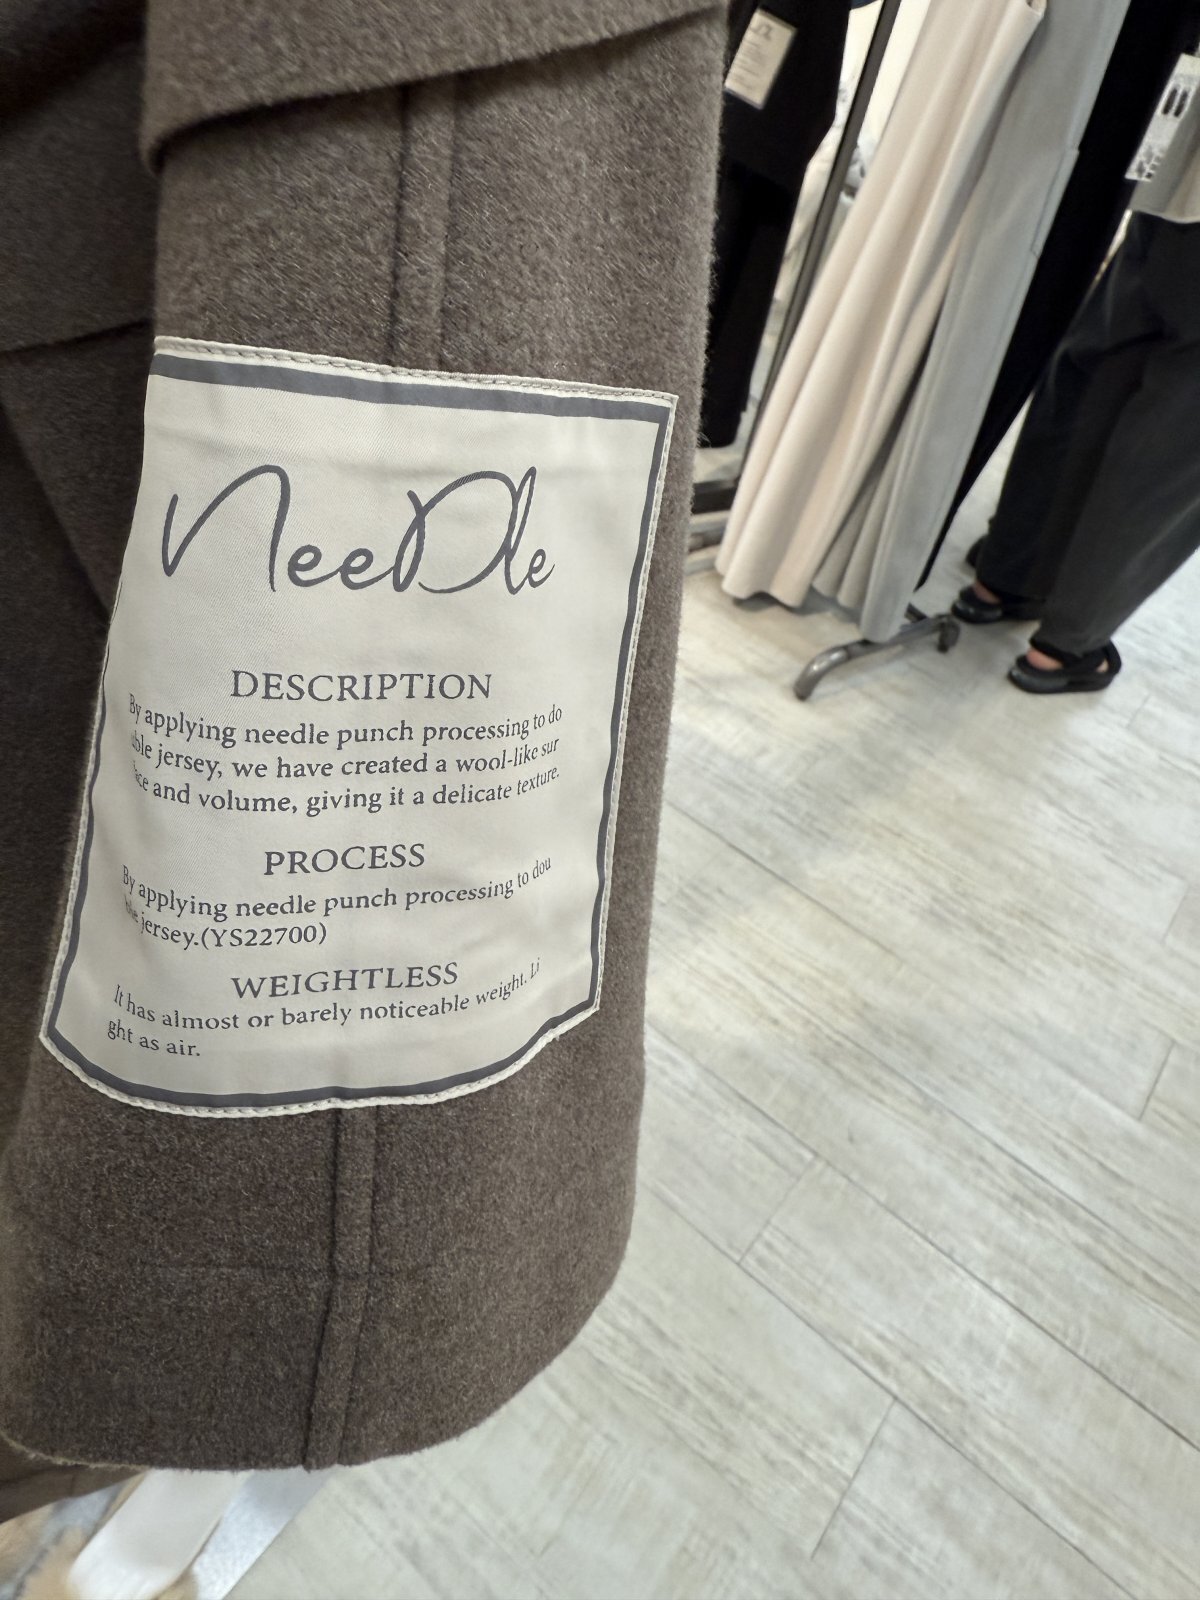 NeeDle
DESCRIPTION
By applying needle punch processing to do
uble jersey, we have created a wool-like sur
face and volume, giving it a delicate texture.
PROCESS
By applying needle punch processing to dou
ble jersey.(YS22700)
WEIGHTLESS
It has almost or barely noticeable weight. Li
ght as air.